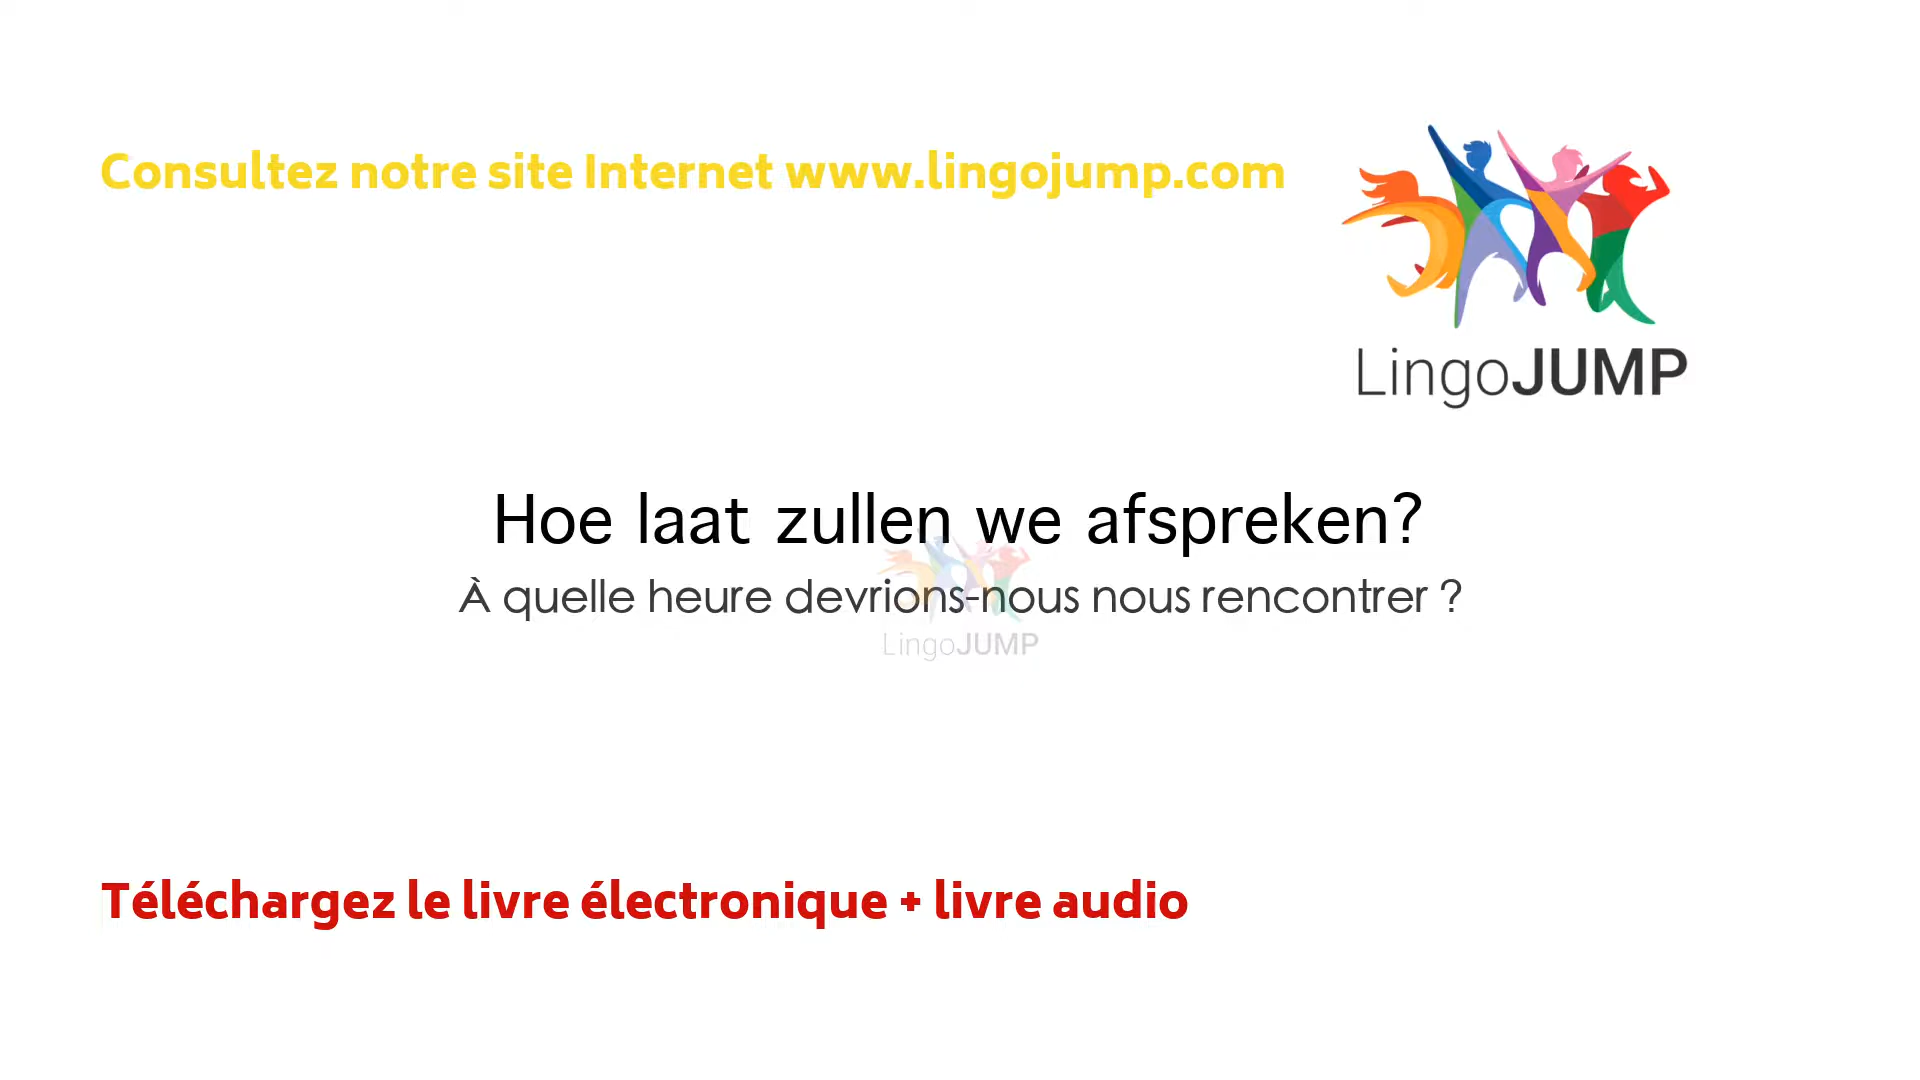 Consultez notre site Internet www.lingojump.com
LingoJUMP
Hoe laat zullen we afspreken?
À quelle heure devrions-nous nous rencontrer ?
LingoJUMP
Téléchargez le livre électronique + livre audio